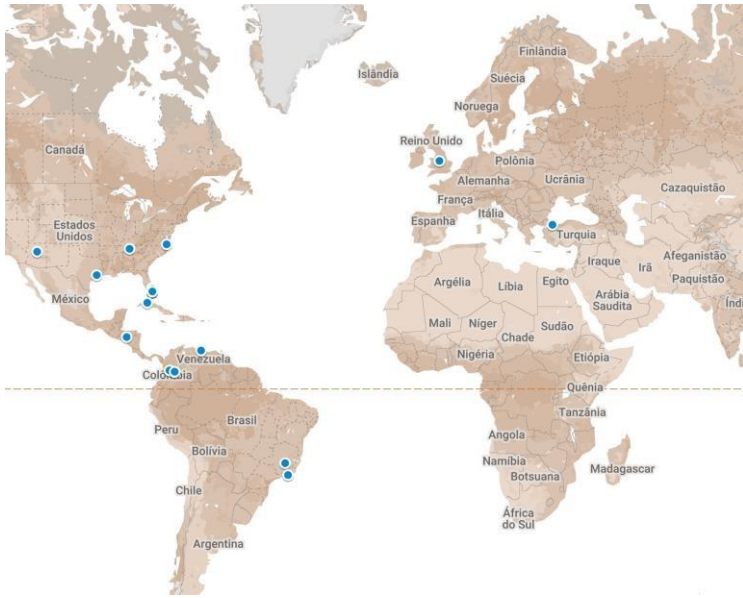 Finlândia
Islândia
Suécia
Noruega
Reino Unido
Canadá
Polônia
Alemanha
Ucrânia
Cazaquistão
França
Estados
Unidos
Itália
Espanha
Turquia
Afeganistão
Iraque
Irã
Paquistão
Argélia
Líbia
Egito
México
Arábia
Saudita
Índi
Mali
Níger
Sudão
Chade
Nigéria
Etiópia
Venezuela
Colômbia
Quênia
Tanzânia
Brasil
Peru
Angola
Bolívia
Namíbia
Madagascar
Botsuana
Chile
África
do Sul
Argentina